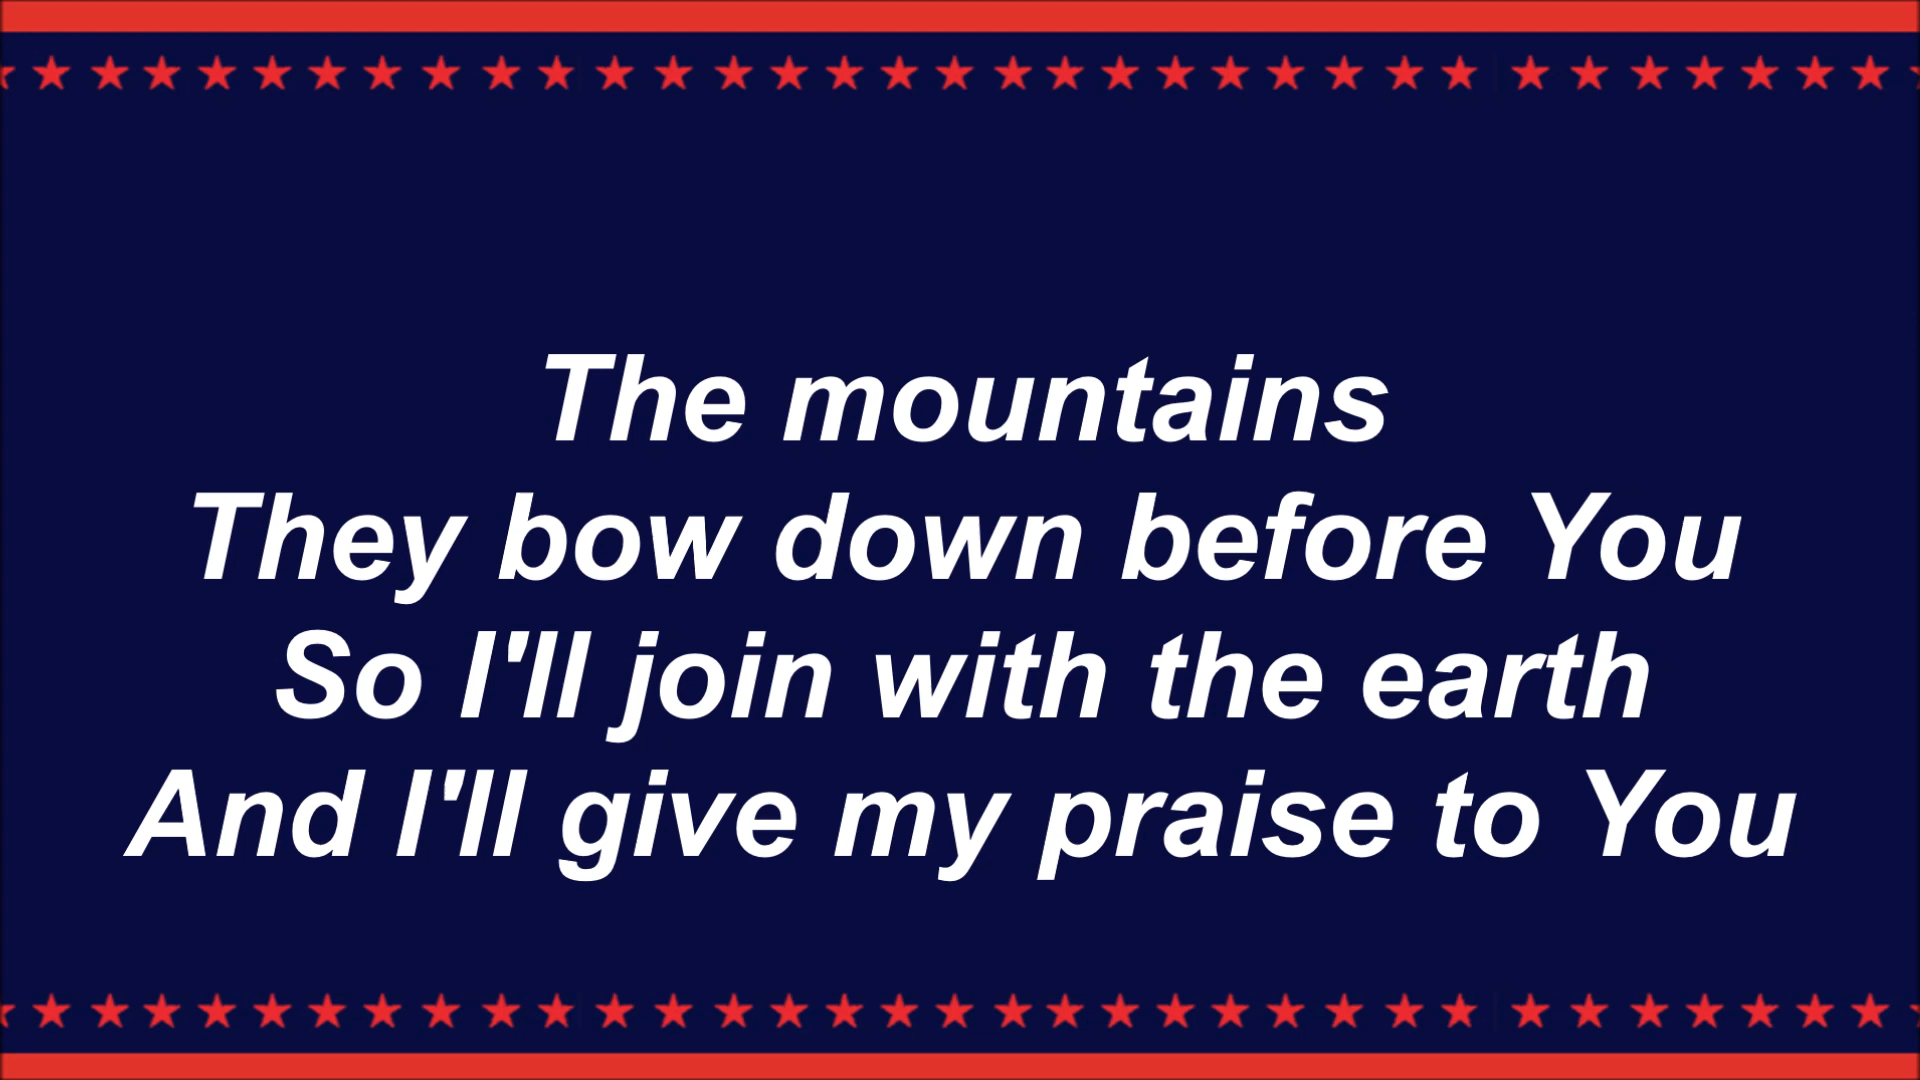 The mountains
They bow down before You
So I'll join with the earth
And I'll give my praise to You